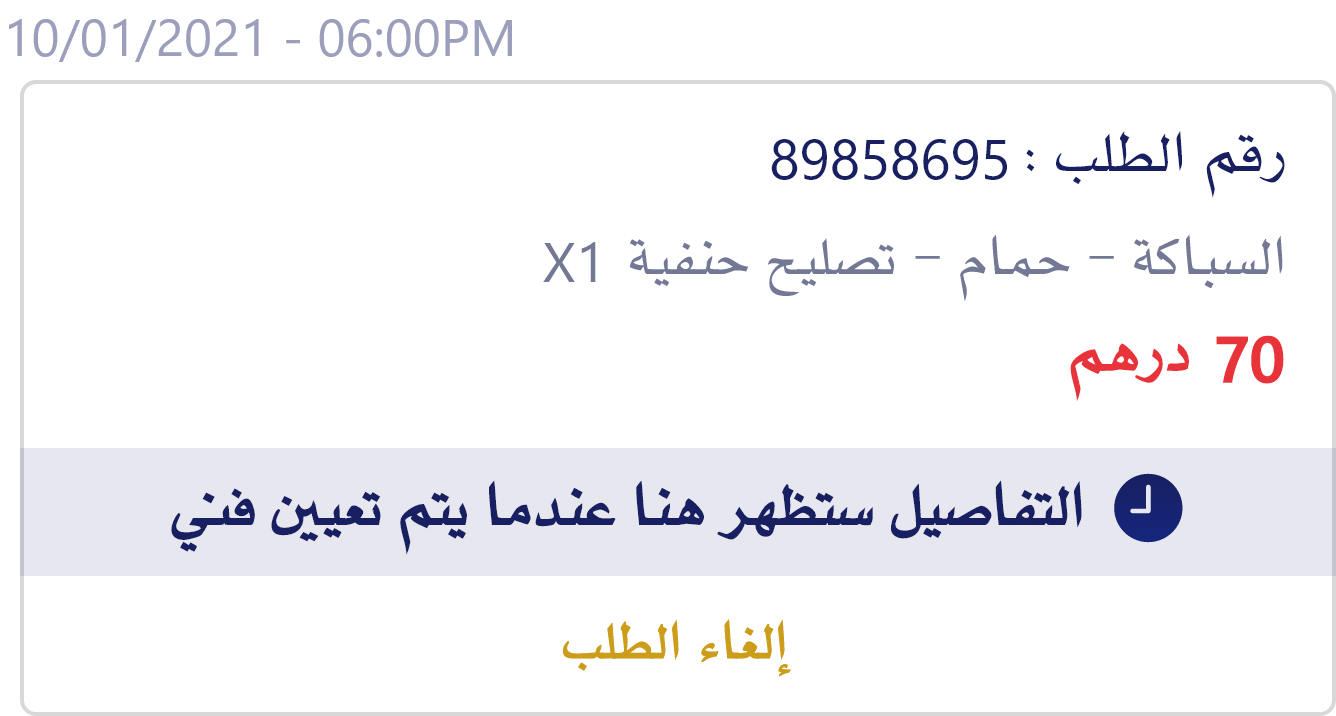 10/01/2021 - 06:00PM
رقم الطلب : 89858695
السباكة - حمام - تصليح حنفية X1
70 درهم
التفاصيل ستظهر هنا عندما يتم تعيين فني
إلغاء الطلب